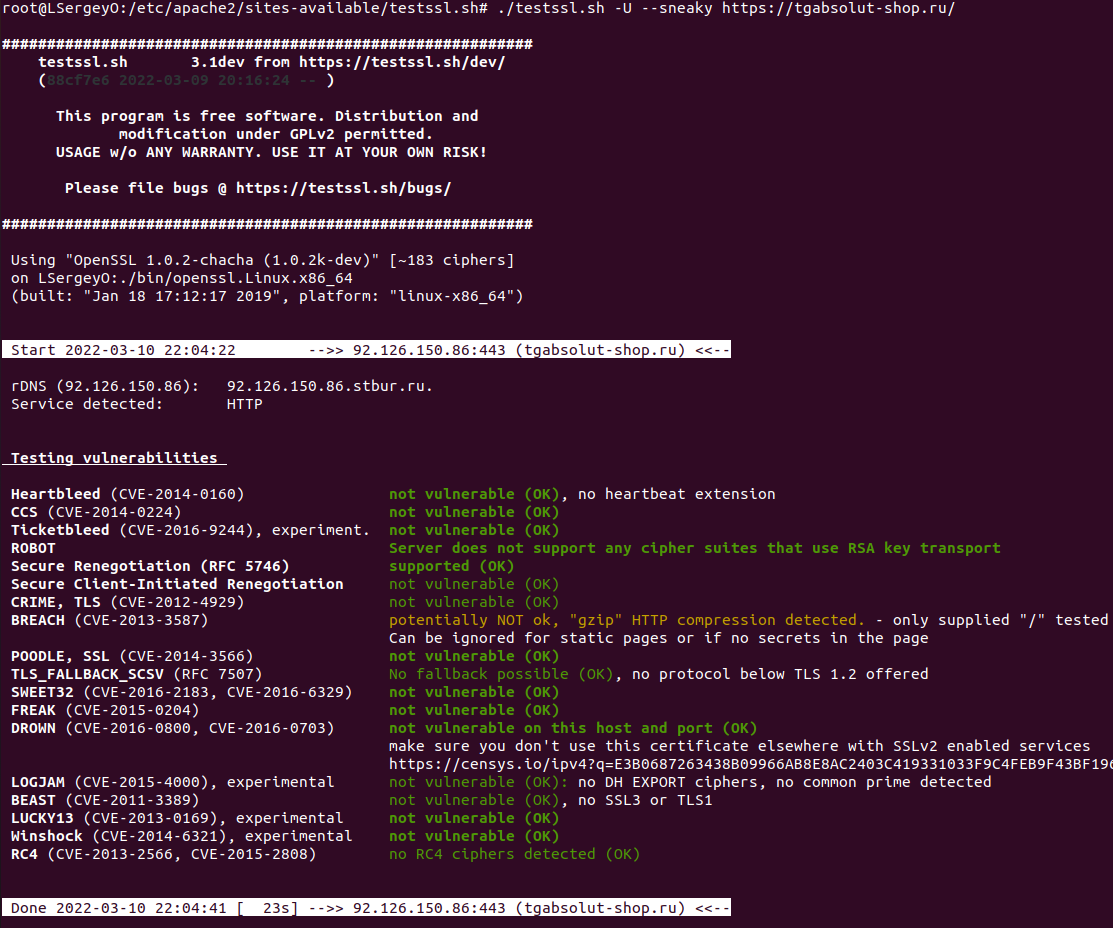 root@LSergeyO:/etc/apache2/sites-available/testssl.sh# ./testssl.sh -U --sneaky https://tgabsolut-shop.ru/
###########################################################
testssl.sh 3.1dev from https://testssl.sh/dev/
(88cf7e6 2022-03-09 20:16:24 -- )
This program is free software. Distribution and
modification under GPLv2 permitted.
USAGE w/o ANY WARRANTY. USE IT AT YOUR OWN RISK!
Please file bugs @ https://testssl.sh/bugs/
###########################################################
Using "OpenSSL 1.0.2-chacha (1.0.2k-dev)" [~183 ciphers]
on LSergeyO:./bin/openssl.Linux.x86_64
(built: "Jan 18 17:12:17 2019", platform: "linux-x86_64")
Start 2022-03-10 22:04:22 -->> 92.126.150.86:443 (tgabsolut-shop.ru) <<--
rDNS (92.126.150.86): 92.126.150.86.stbur.ru.
Service detected: HTTP
Testing vulnerabilities
Heartbleed (CVE-2014-0160) not vulnerable (OK), no heartbeat extension
CCS (CVE-2014-0224) not vulnerable (OK)
Ticketbleed (CVE-2016-9244), experiment. not vulnerable (OK)
ROBOT Server does not support any cipher suites that use RSA key transport
Secure Renegotiation (RFC 5746) supported (OK)
Secure Client-Initiated Renegotiation not vulnerable (OK)
CRIME, TLS (CVE-2012-4929) not vulnerable (OK)
BREACH (CVE-2013-3587) potentially NOT ok, "gzip" HTTP compression detected. - only supplied "/" tested
Can be ignored for static pages or if no secrets in the page
POODLE, SSL (CVE-2014-3566) not vulnerable (OK)
TLS_FALLBACK_SCSV (RFC 7507) No fallback possible (OK), no protocol below TLS 1.2 offered
SWEET32 (CVE-2016-2183, CVE-2016-6329) not vulnerable (OK)
FREAK (CVE-2015-0204) not vulnerable (OK)
DROWN (CVE-2016-0800, CVE-2016-0703) not vulnerable on this host and port (OK)
make sure you don't use this certificate elsewhere with SSLv2 enabled services
https://censys.io/ipv4?q=E3B0687263438B09966AB8E8AC2403C419331033F9C4FEB9F43BF196
LOGJAM (CVE-2015-4000), experimental not vulnerable (OK): no DH EXPORT ciphers, no common prime detected
BEAST (CVE-2011-3389) not vulnerable (OK), no SSL3 or TLS1
LUCKY13 (CVE-2013-0169), experimental not vulnerable (OK)
Winshock (CVE-2014-6321), experimental not vulnerable (OK)
RC4 (CVE-2013-2566, CVE-2015-2808) no RC4 ciphers detected (OK)
Done 2022-03-10 22:04:41 [ 23s] -->> 92.126.150.86:443 (tgabsolut-shop.ru) <<--